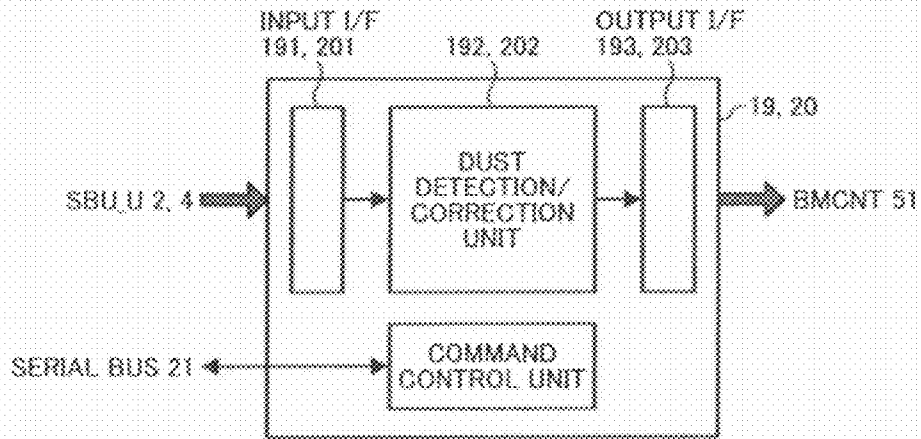 INPUT I/F
191, 201
192, 202
OUTPUT I/F
193, 203
19, 20
DUST
DETECTION/
CORRECTION
UNIT
SBU_U 2, 4
BMCNT 51
SERIAL BUS 21
COMMAND
CONTROL UNIT